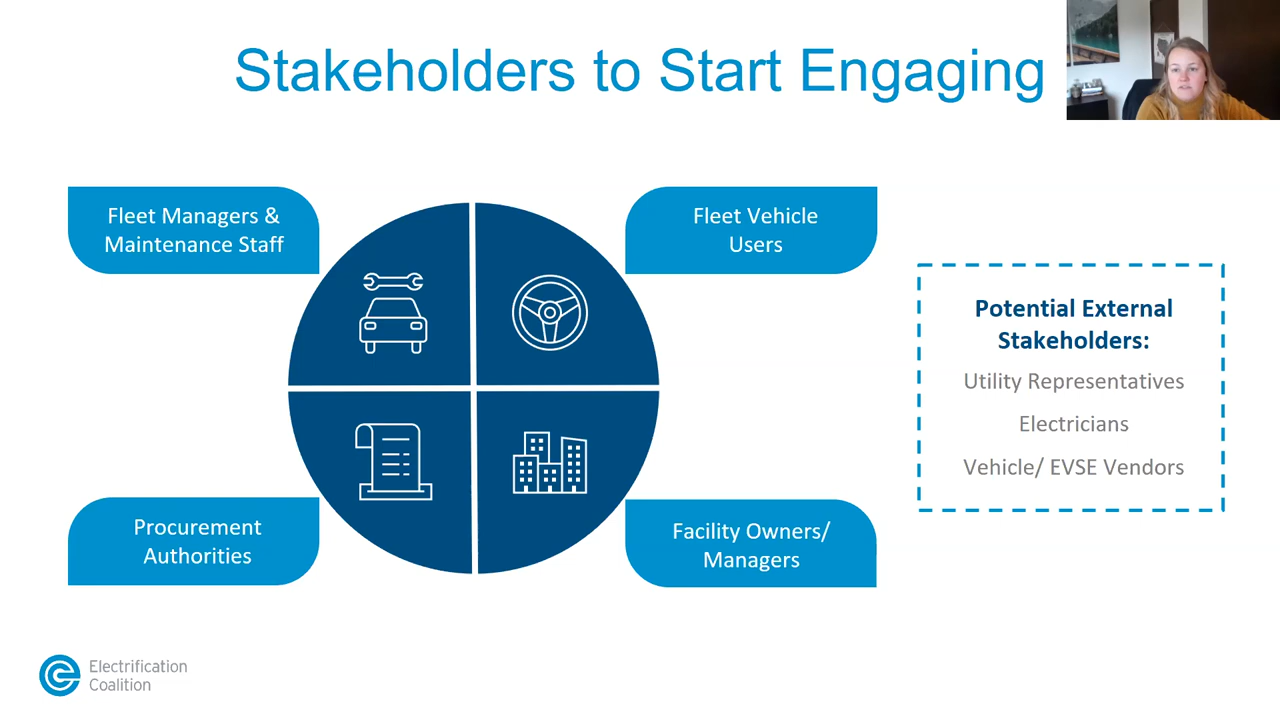 Stakeholders to Start Engaging
Fleet Managers &
Maintenance Staff
Fleet Vehicle
Users
Procurement
Authorities
Facility Owners/
Managers
Potential External
Stakeholders:
Utility Representatives
Electricians
Vehicle/ EVSE Vendors
Electrification
Coalition